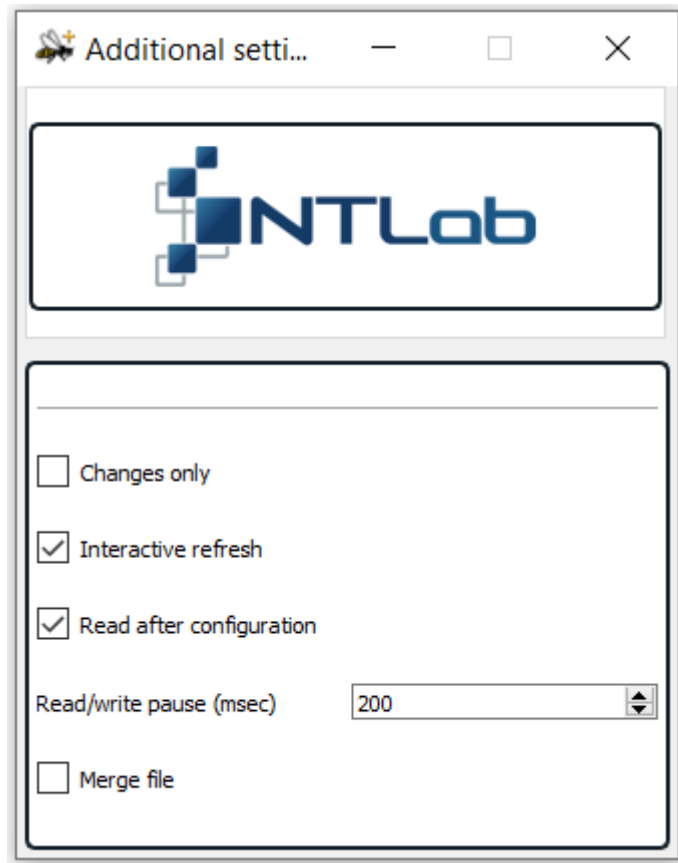 Additional setti...
NTLab
Changes only
Interactive refresh
Read after configuration
Read/write pause (msec) 200
Merge file